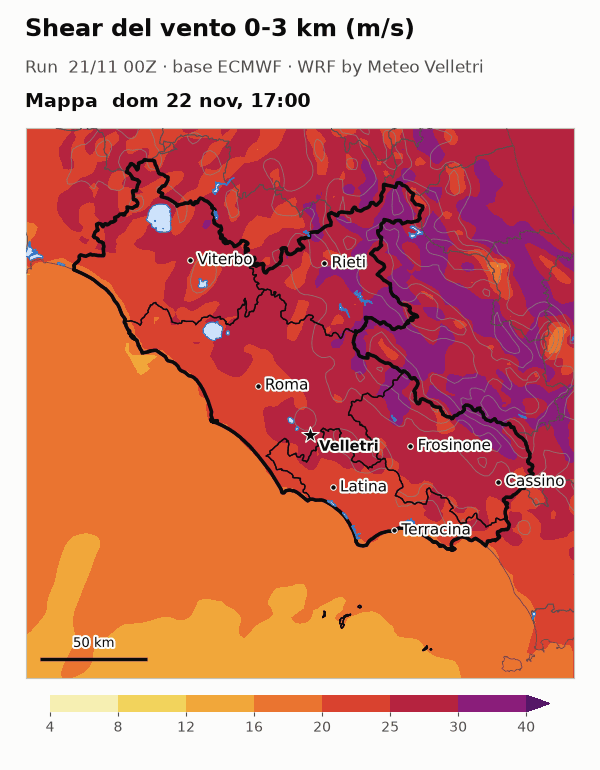 Shear del vento 0-3 km (m/s)
Run  21/11 00Z · base ECMWF · WRF by Meteo Velletri
Mappa  dom 22 nov, 17:00
Viterbo
Rieti
Roma
Velletri
Frosinone
Cassino
Latina
Terracina
50 km
4 8 12 16 20 25 30 40